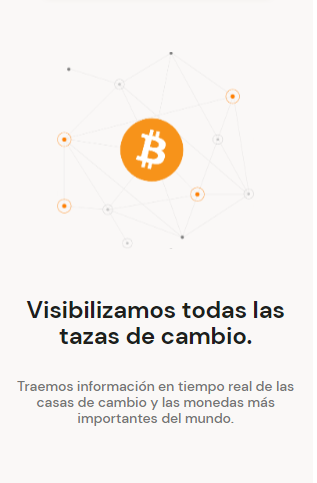 Visibilizamos todas las
tazas de cambio.
Traemos información en tiempo real de las
casas de cambio y las monedas más
importantes del mundo.